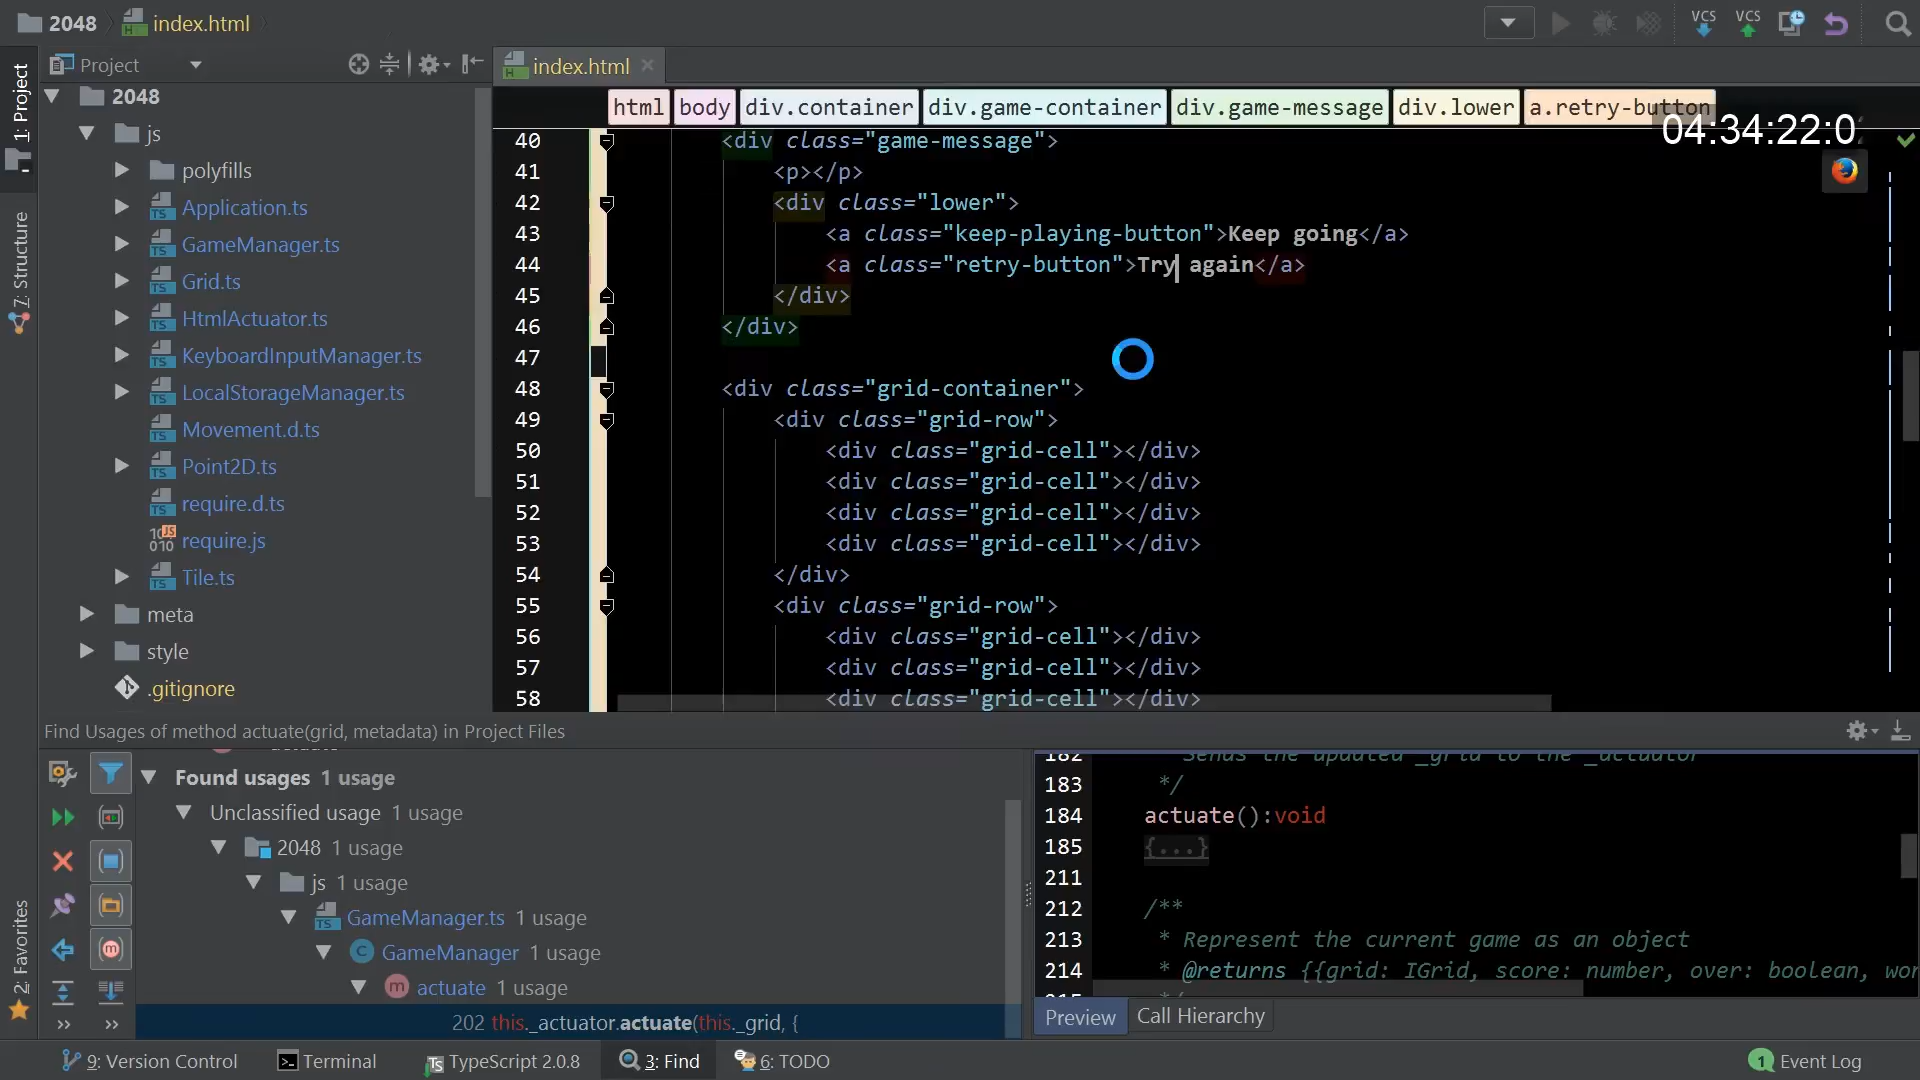 2048 index.html
VCS VCS
1: Project
7: Structure
2: Favorites
Project
2048
js
polyfills
Application.ts
GameManager.ts
Grid.ts
HtmlActuator.ts
KeyboardInputManager.ts
LocalStorageManager.ts
Movement.d.ts
Point2D.ts
require.d.ts
require.js
Tile.ts
meta
style
.gitignore
index.html
html body div.container div.game-container div.game-message div.lower a.retry-button
04:34:22:0
40 <div class="game-message">
41 <p></p>
42 <div class="lower">
43 <a class="keep-playing-button">Keep going</a>
44 <a class="retry-button">Try again</a>
45 </div>
46 </div>
47
48 <div class="grid-container">
49 <div class="grid-row">
50 <div class="grid-cell"></div>
51 <div class="grid-cell"></div>
52 <div class="grid-cell"></div>
53 <div class="grid-cell"></div>
54 </div>
55 <div class="grid-row">
56 <div class="grid-cell"></div>
57 <div class="grid-cell"></div>
58 <div class="grid-cell"></div>
Find Usages of method actuate(grid, metadata) in Project Files
Found usages 1 usage
Unclassified usage 1 usage
2048 1 usage
js 1 usage
GameManager.ts 1 usage
GameManager 1 usage
actuate 1 usage
202 this._actuator.actuate(this._grid, {
182 Sends the updated _grid to the _actuator
183 */
184 actuate():void
185 {...}
211
212 /**
213 * Represent the current game as an object
214 * @returns {{grid: IGrid, score: number, over: boolean, wor
Preview Call Hierarchy
9: Version Control Terminal TypeScript 2.0.8 3: Find 6: TODO 1 Event Log